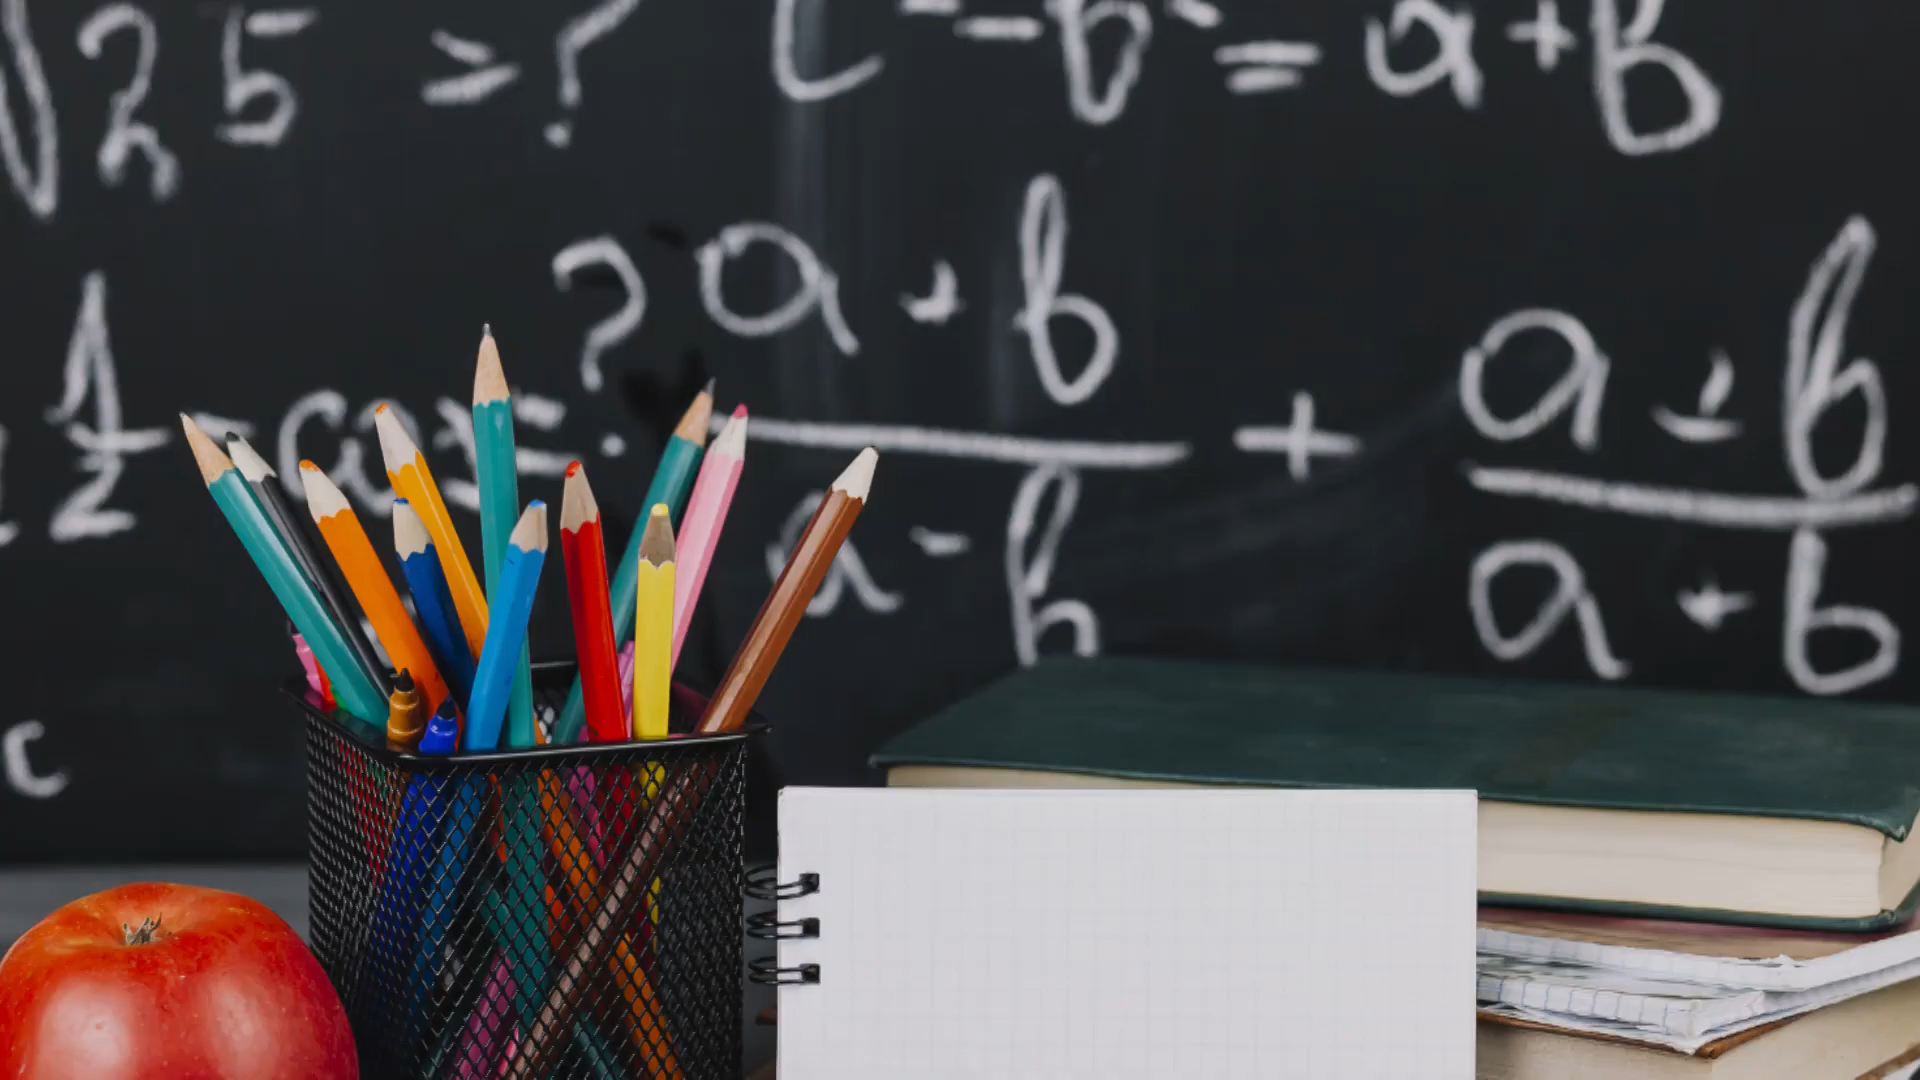 √25 = ?
c - b = a + b
1/2 - cos = ?
a + b / a - b + a - b / a + b
c